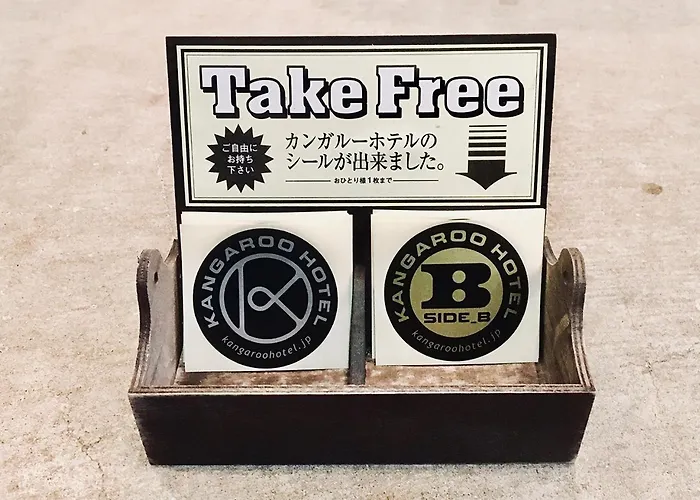 Take Free
ご自由に
お持ち
下さい
カンガルーホテルの
シールが出来ました。
おひとり様1枚まで
KANGAROO HOTEL
kangaroohotel.jp
KANGAROO HOTEL
B
SIDE_B
kangaroohotel.jp